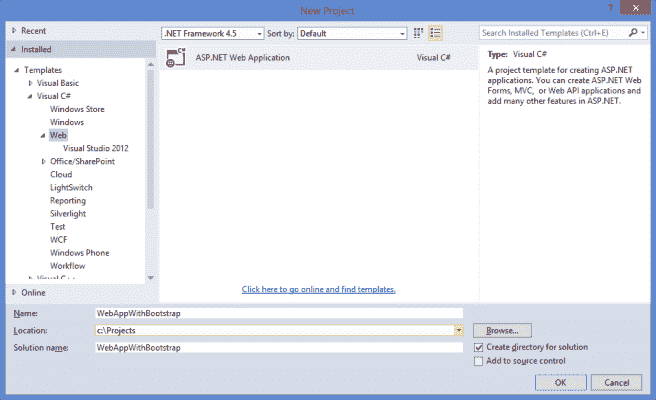 New Project
? x
Recent
.NET Framework 4.5
Sort by: Default
Search Installed Templates (Ctrl+E)
Installed
Templates
Visual Basic
Visual C#
Windows Store
Windows
Web
Visual Studio 2012
Office/SharePoint
Cloud
LightSwitch
Reporting
Silverlight
Test
WCF
Windows Phone
Workflow
Visual C++
Online
C#
ASP.NET Web Application
Visual C#
Click here to go online and find templates.
Type: Visual C#
A project template for creating ASP.NET
applications. You can create ASP.NET Web
Forms, MVC, or Web API applications and
add many other features in ASP.NET.
Name: WebAppWithBootstrap
Location: c:\Projects
Browse...
Solution name: WebAppWithBootstrap
Create directory for solution
Add to source control
OK
Cancel